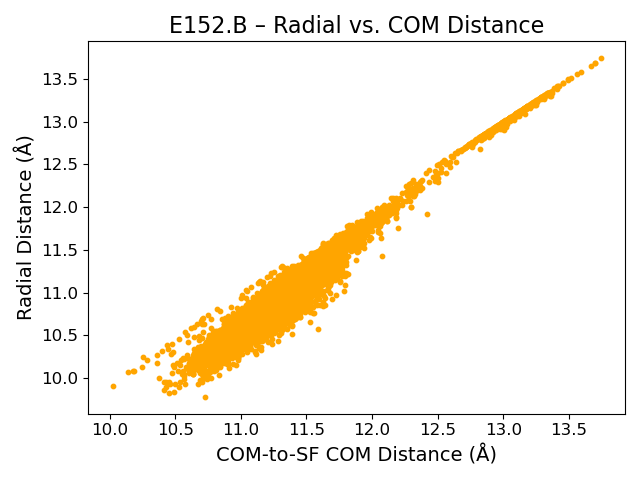 E152.B – Radial vs. COM Distance
Radial Distance (Å)
13.5
13.0
12.5
12.0
11.5
11.0
10.5
10.0
10.0 10.5 11.0 11.5 12.0 12.5 13.0 13.5
COM-to-SF COM Distance (Å)